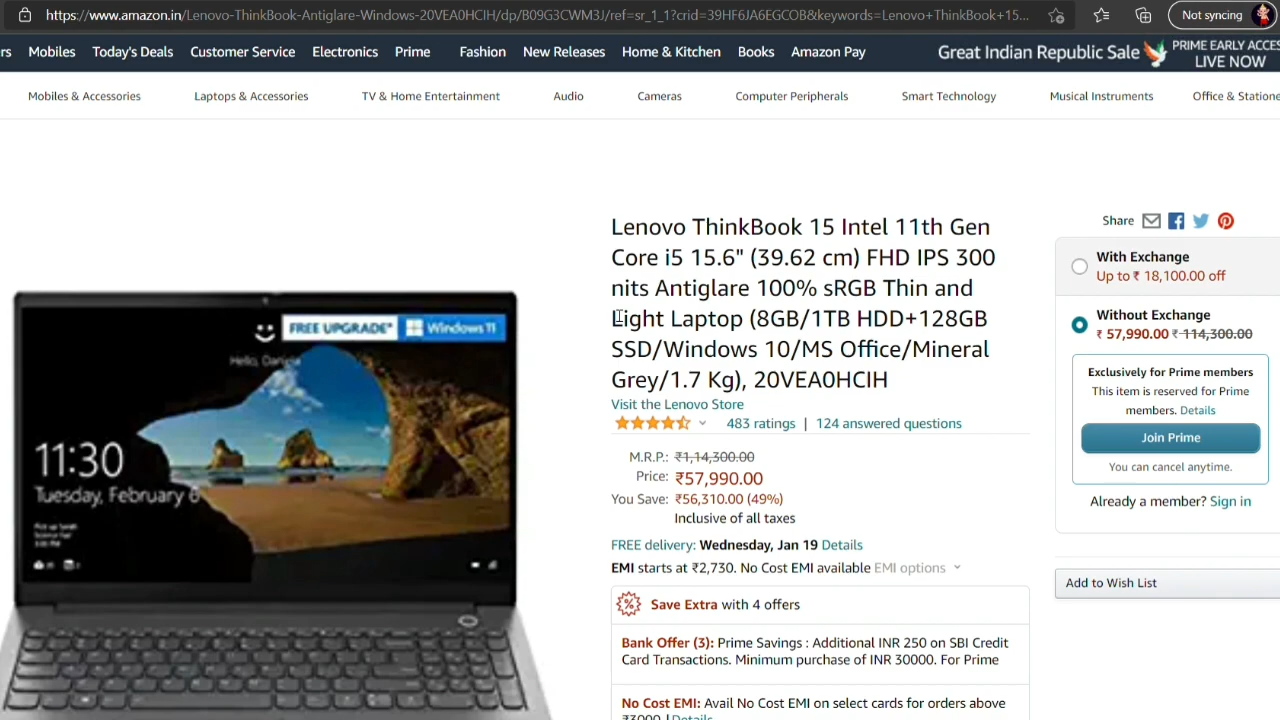 https://www.amazon.in/Lenovo-ThinkBook-Antiglare-Windows-20VEA0HCIH/dp/B09G3CWM3J/ref=sr_1_1?crid=39HF6JA6EGCOB&keywords=Lenovo+ThinkBook+15...
Not syncing
rs Mobiles Today's Deals Customer Service Electronics Prime Fashion New Releases Home & Kitchen Books Amazon Pay
Great Indian Republic Sale
PRIME EARLY ACCES
LIVE NOW
Mobiles & Accessories Laptops & Accessories TV & Home Entertainment Audio Cameras Computer Peripherals Smart Technology Musical Instruments Office & Statione
FREE UPGRADE* Windows 11
11:30
Tuesday, February 6
Lenovo ThinkBook 15 Intel 11th Gen
Core i5 15.6" (39.62 cm) FHD IPS 300
nits Antiglare 100% sRGB Thin and
Light Laptop (8GB/1TB HDD+128GB
SSD/Windows 10/MS Office/Mineral
Grey/1.7 Kg), 20VEA0HCIH
Visit the Lenovo Store
483 ratings | 124 answered questions
M.R.P.: ₹1,14,300.00
Price: ₹57,990.00
You Save: ₹56,310.00 (49%)
Inclusive of all taxes
FREE delivery: Wednesday, Jan 19 Details
EMI starts at ₹2,730. No Cost EMI available EMI options
Save Extra with 4 offers
Bank Offer (3): Prime Savings : Additional INR 250 on SBI Credit
Card Transactions. Minimum purchase of INR 30000. For Prime
No Cost EMI: Avail No Cost EMI on select cards for orders above
₹3000 | Details
Share
With Exchange
Up to ₹ 18,100.00 off
Without Exchange
₹ 57,990.00 ₹ 114,300.00
Exclusively for Prime members
This item is reserved for Prime
members. Details
Join Prime
You can cancel anytime.
Already a member? Sign in
Add to Wish List